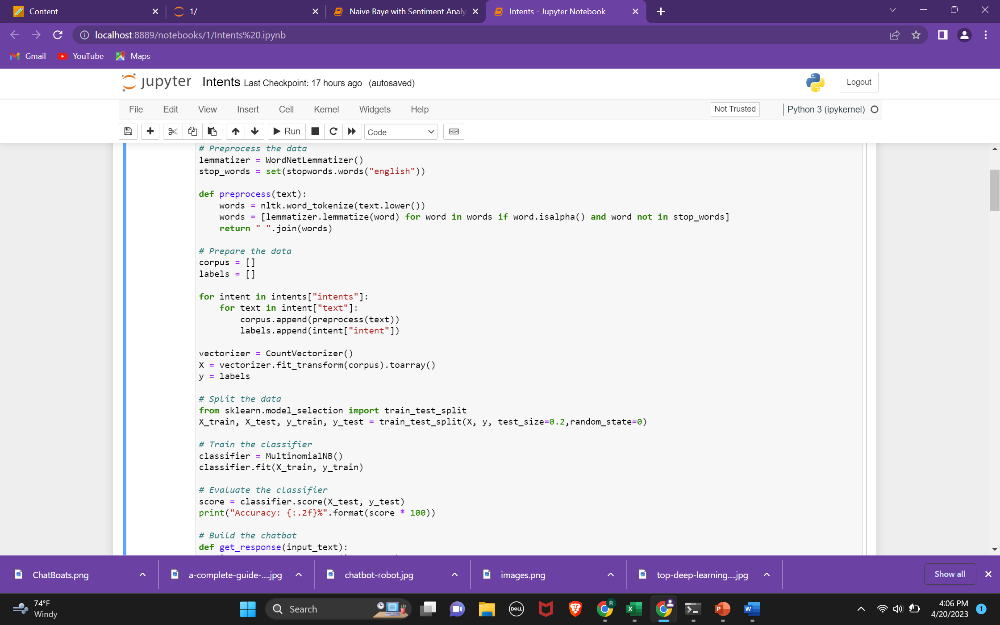 Content
1/
Naive Baye with Sentiment Analy
Intents - Jupyter Notebook
localhost:8889/notebooks/1/Intents%20.ipynb
Gmail
YouTube
Maps
jupyter Intents Last Checkpoint: 17 hours ago (autosaved)
Logout
File Edit View Insert Cell Kernel Widgets Help
Not Trusted
Python 3 (ipykernel)
Run
Code
# Preprocess the data
lemmatizer = WordNetLemmatizer()
stop_words = set(stopwords.words("english"))
def preprocess(text):
    words = nltk.word_tokenize(text.lower())
    words = [lemmatizer.lemmatize(word) for word in words if word.isalpha() and word not in stop_words]
    return " ".join(words)
# Prepare the data
corpus = []
labels = []
for intent in intents["intents"]:
    for text in intent["text"]:
        corpus.append(preprocess(text))
        labels.append(intent["intent"])
vectorizer = CountVectorizer()
X = vectorizer.fit_transform(corpus).toarray()
y = labels
# Split the data
from sklearn.model_selection import train_test_split
X_train, X_test, y_train, y_test = train_test_split(X, y, test_size=0.2,random_state=0)
# Train the classifier
classifier = MultinomialNB()
classifier.fit(X_train, y_train)
# Evaluate the classifier
score = classifier.score(X_test, y_test)
print("Accuracy: {:.2f}%".format(score * 100))
# Build the chatbot
def get_response(input_text):
ChatBoats.png
a-complete-guide-....jpg
chatbot-robot.jpg
images.png
top-deep-learning....jpg
Show all
74°F
Windy
Search
DELL
R
X
P
W
4:06 PM
4/20/2023
1